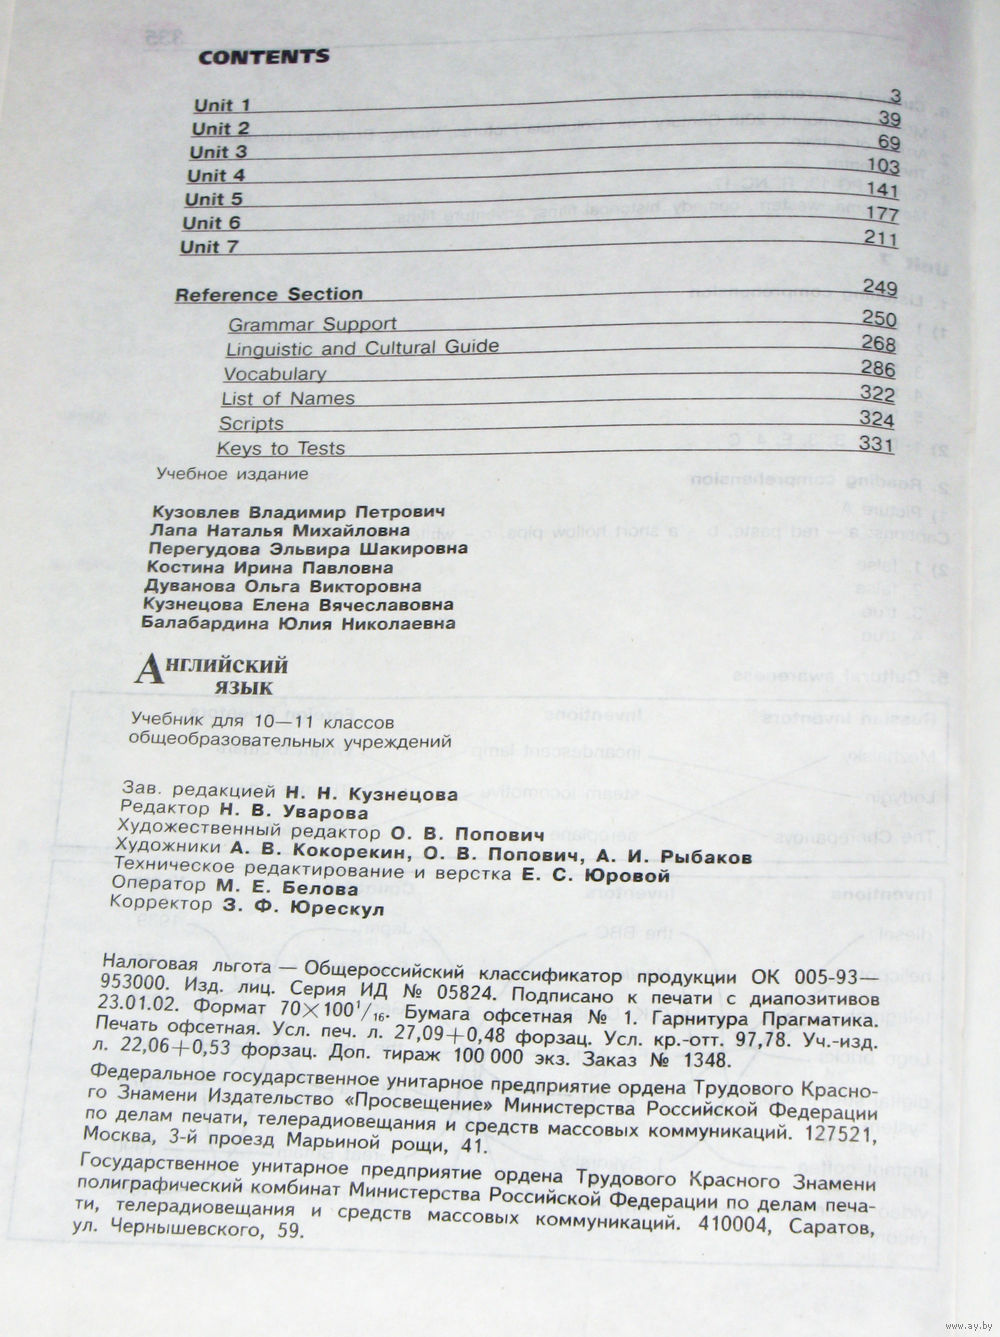 CONTENTS
Unit 1 3
Unit 2 39
Unit 3 69
Unit 4 103
Unit 5 141
Unit 6 177
Unit 7 211
Reference Section 249
Grammar Support 250
Linguistic and Cultural Guide 268
Vocabulary 286
List of Names 322
Scripts 324
Keys to Tests 331
Учебное издание
Кузовлев Владимир Петрович
Лапа Наталья Михайловна
Перегудова Эльвира Шакировна
Костина Ирина Павловна
Дуванова Ольга Викторовна
Кузнецова Елена Вячеславовна
Балабардина Юлия Николаевна
Английский
язык
Учебник для 10—11 классов
общеобразовательных учреждений
Зав. редакцией Н. Н. Кузнецова
Редактор Н. В. Уварова
Художественный редактор О. В. Попович
Художники А. В. Кокорекин, О. В. Попович, А. И. Рыбаков
Техническое редактирование и верстка Е. С. Юровой
Оператор М. Е. Белова
Корректор З. Ф. Юрескул
Налоговая льгота — Общероссийский классификатор продукции ОК 005-93—
953000. Изд. лиц. Серия ИД № 05824. Подписано к печати с диапозитивов
23.01.02. Формат 70×100 1/16. Бумага офсетная № 1. Гарнитура Прагматика.
Печать офсетная. Усл. печ. л. 27,09+0,48 форзац. Усл. кр.-отт. 97,78. Уч.-изд.
л. 22,06+0,53 форзац. Доп. тираж 100 000 экз. Заказ № 1348.
Федеральное государственное унитарное предприятие ордена Трудового Красно-
го Знамени Издательство «Просвещение» Министерства Российской Федерации
по делам печати, телерадиовещания и средств массовых коммуникаций. 127521,
Москва, 3-й проезд Марьиной рощи, 41.
Государственное унитарное предприятие ордена Трудового Красного Знамени
полиграфический комбинат Министерства Российской Федерации по делам печа-
ти, телерадиовещания и средств массовых коммуникаций. 410004, Саратов,
ул. Чернышевского, 59.
www.ay.by